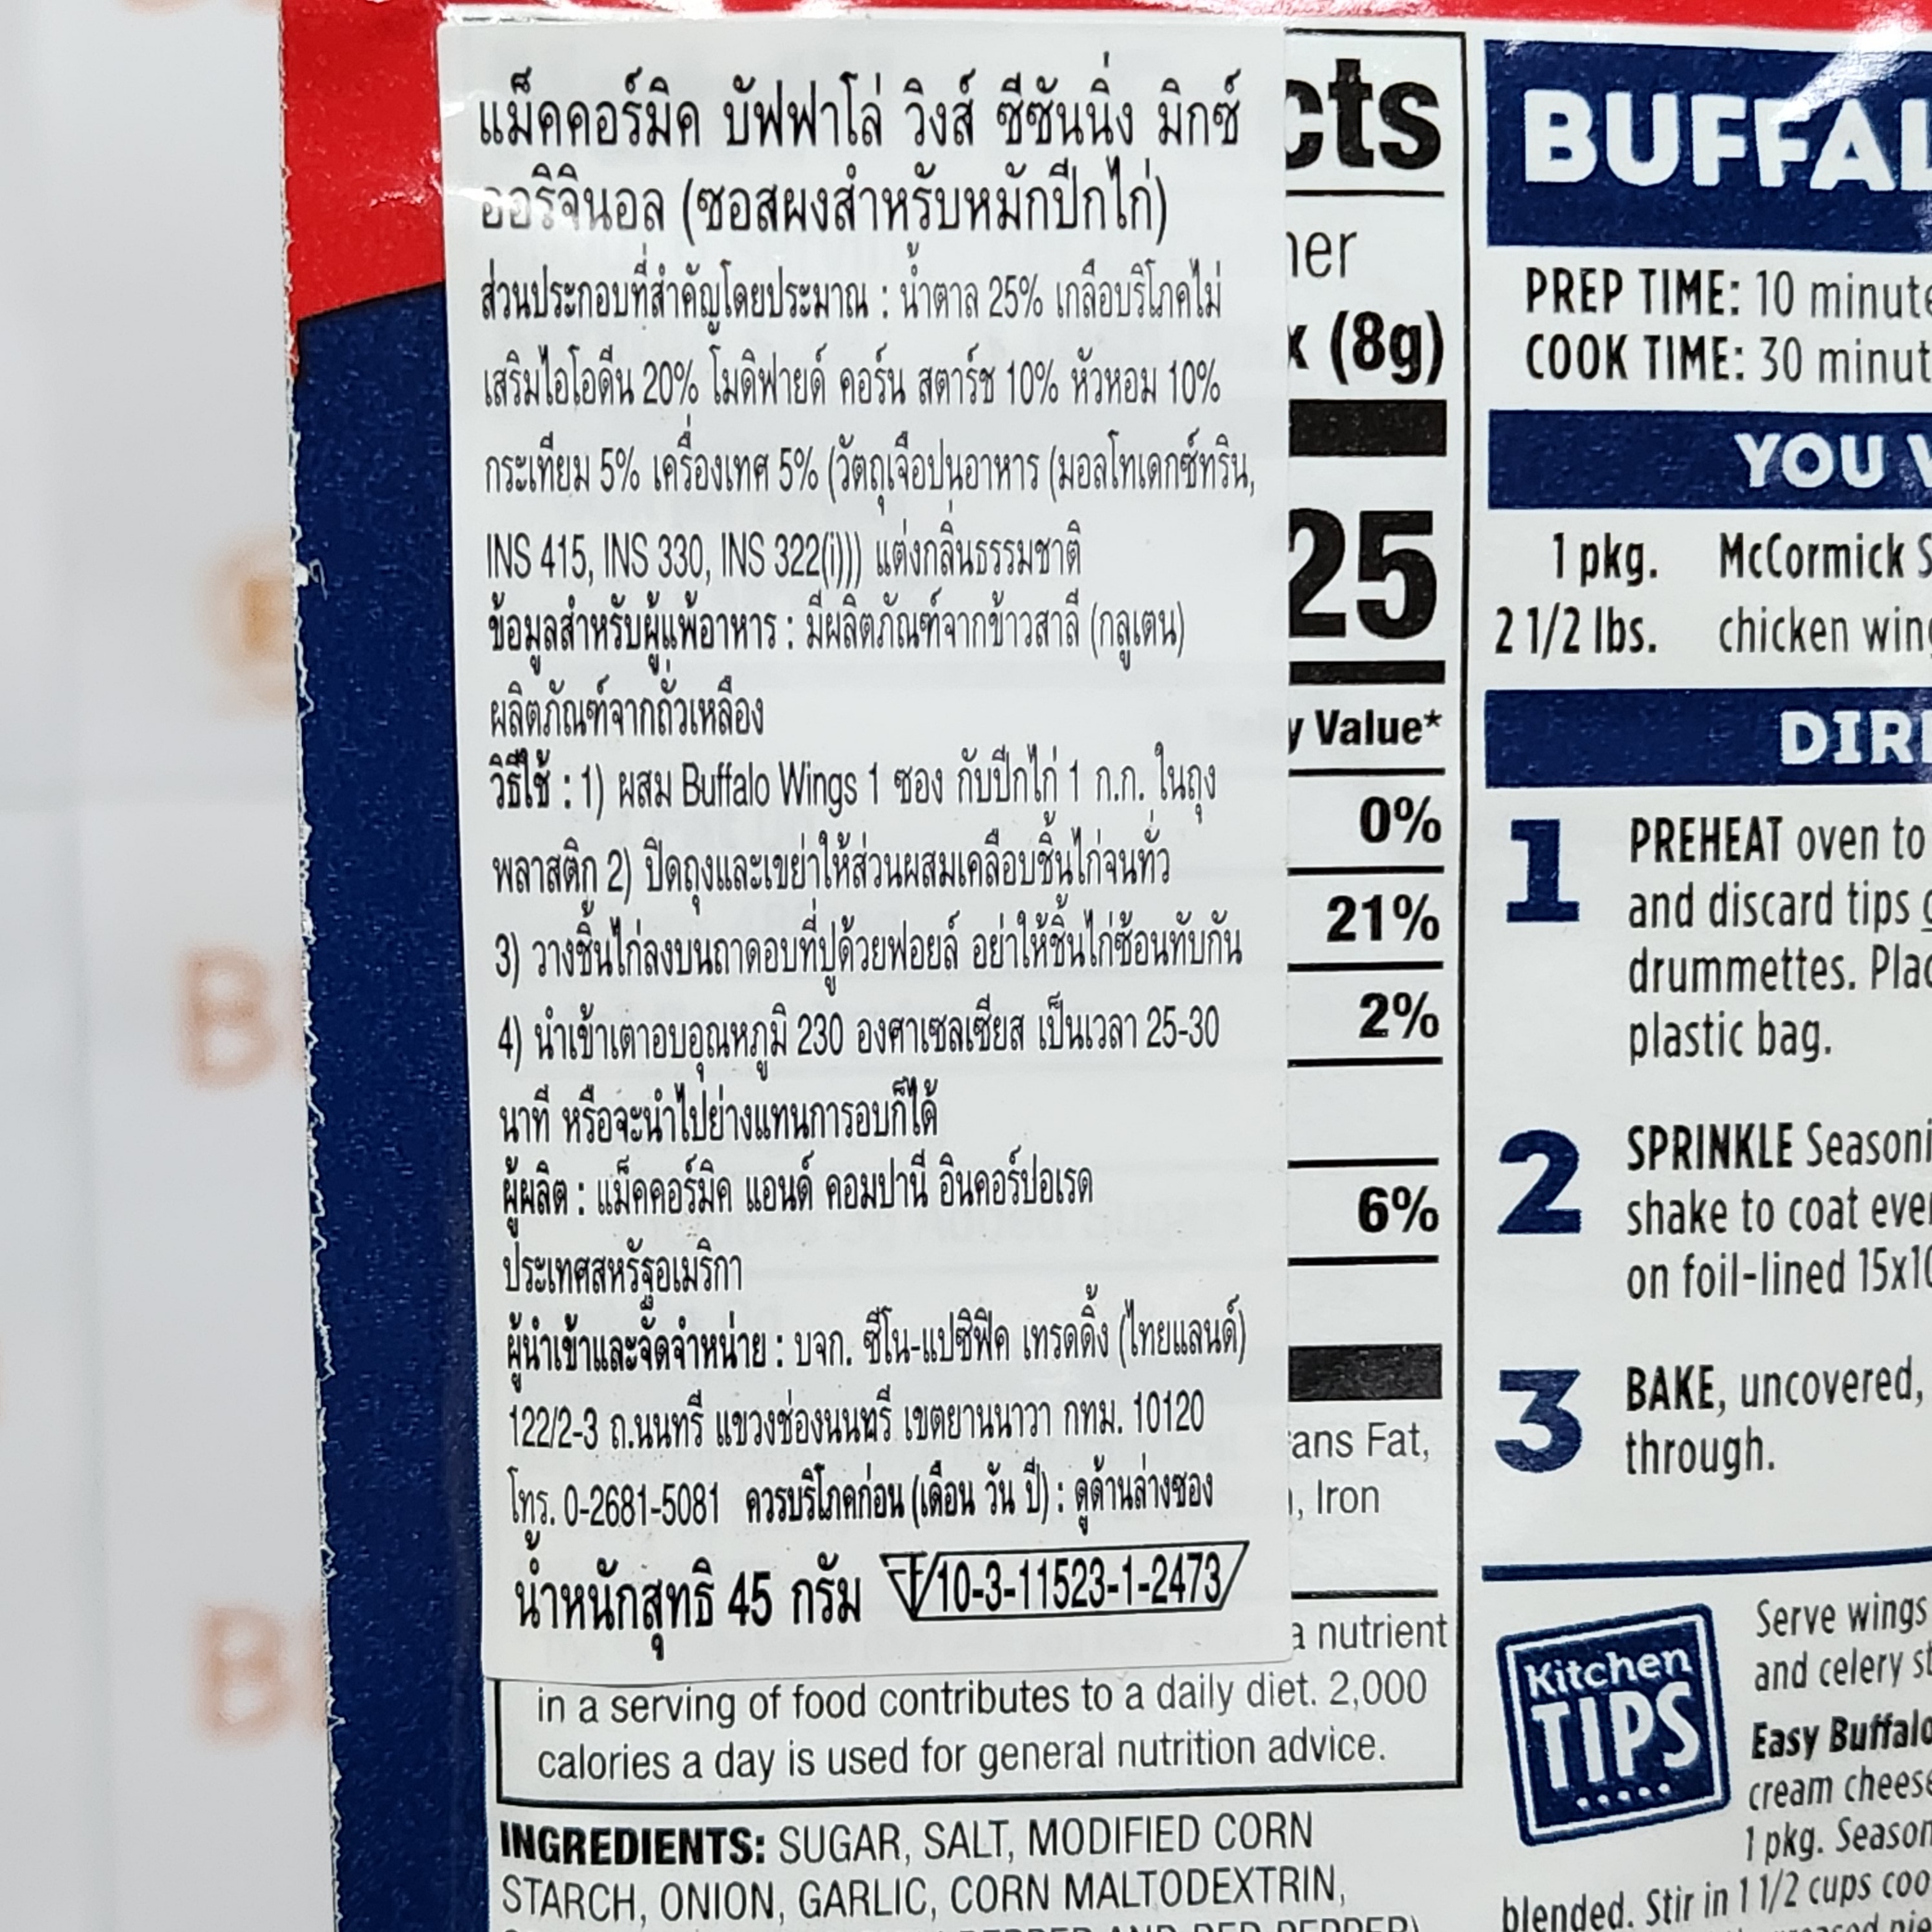 แม็คคอร์มิค บัฟฟาโล่ วิงส์ ซีซันนิ่ง มิกซ์
ออริจินอล (ซอสผงสำหรับหมักปีกไก่)
ส่วนประกอบที่สำคัญโดยประมาณ : น้ำตาล 25% เกลือบริโภคไม่
เสริมไอโอดีน 20% โมดิฟายด์ คอร์น สตาร์ช 10% หัวหอม 10%
กระเทียม 5% เครื่องเทศ 5% (วัตถุเจือปนอาหาร (มอลโทเดกซ์ทริน,
INS 415, INS 330, INS 322(i))) แต่งกลิ่นธรรมชาติ
ข้อมูลสำหรับผู้แพ้อาหาร : มีผลิตภัณฑ์จากข้าวสาลี (กลูเตน)
ผลิตภัณฑ์จากถั่วเหลือง
วิธีใช้ : 1) ผสม Buffalo Wings 1 ซอง กับปีกไก่ 1 ก.ก. ในถุง
พลาสติก 2) ปิดถุงและเขย่าให้ส่วนผสมเคลือบชิ้นไก่จนทั่ว
3) วางชิ้นไก่ลงบนถาดอบที่ปูด้วยฟอยล์ อย่าให้ชิ้นไก่ซ้อนทับกัน
4) นำเข้าเตาอบอุณหภูมิ 230 องศาเซลเซียส เป็นเวลา 25-30
นาที หรือจะนำไปย่างแทนการอบก็ได้
ผู้ผลิต : แม็คคอร์มิค แอนด์ คอมปานี อินคอร์ปอเรด
ประเทศสหรัฐอเมริกา
ผู้นำเข้าและจัดจำหน่าย : บจก. ซีโน-แปซิฟิค เทรดดิ้ง (ไทยแลนด์)
122/2-3 ถ.นนทรี แขวงช่องนนทรี เขตยานนาวา กทม. 10120
โทร. 0-2681-5081 ควรบริโภคก่อน (เดือน วัน ปี) : ดูด้านล่างซอง
น้ำหนักสุทธิ 45 กรัม 10-3-11523-1-2473
cts
ner
x (8g)
25
y Value*
0%
21%
2%
6%
ans Fat,
, Iron
a nutrient
in a serving of food contributes to a daily diet. 2,000
calories a day is used for general nutrition advice.
INGREDIENTS: SUGAR, SALT, MODIFIED CORN
STARCH, ONION, GARLIC, CORN MALTODEXTRIN,
BUFFAL
PREP TIME: 10 minute
COOK TIME: 30 minut
YOU
1 pkg. McCormick S
2 1/2 lbs. chicken wing
DIR
1 PREHEAT oven to
and discard tips
drummettes. Plac
plastic bag.
2 SPRINKLE Seasoni
shake to coat eve
on foil-lined 15x10
3 BAKE, uncovered,
through.
Kitchen
TIPS
Serve wings
and celery st
Easy Buffalo
cream cheese
1 pkg. Season
blended. Stir in 1 1/2 cups coo